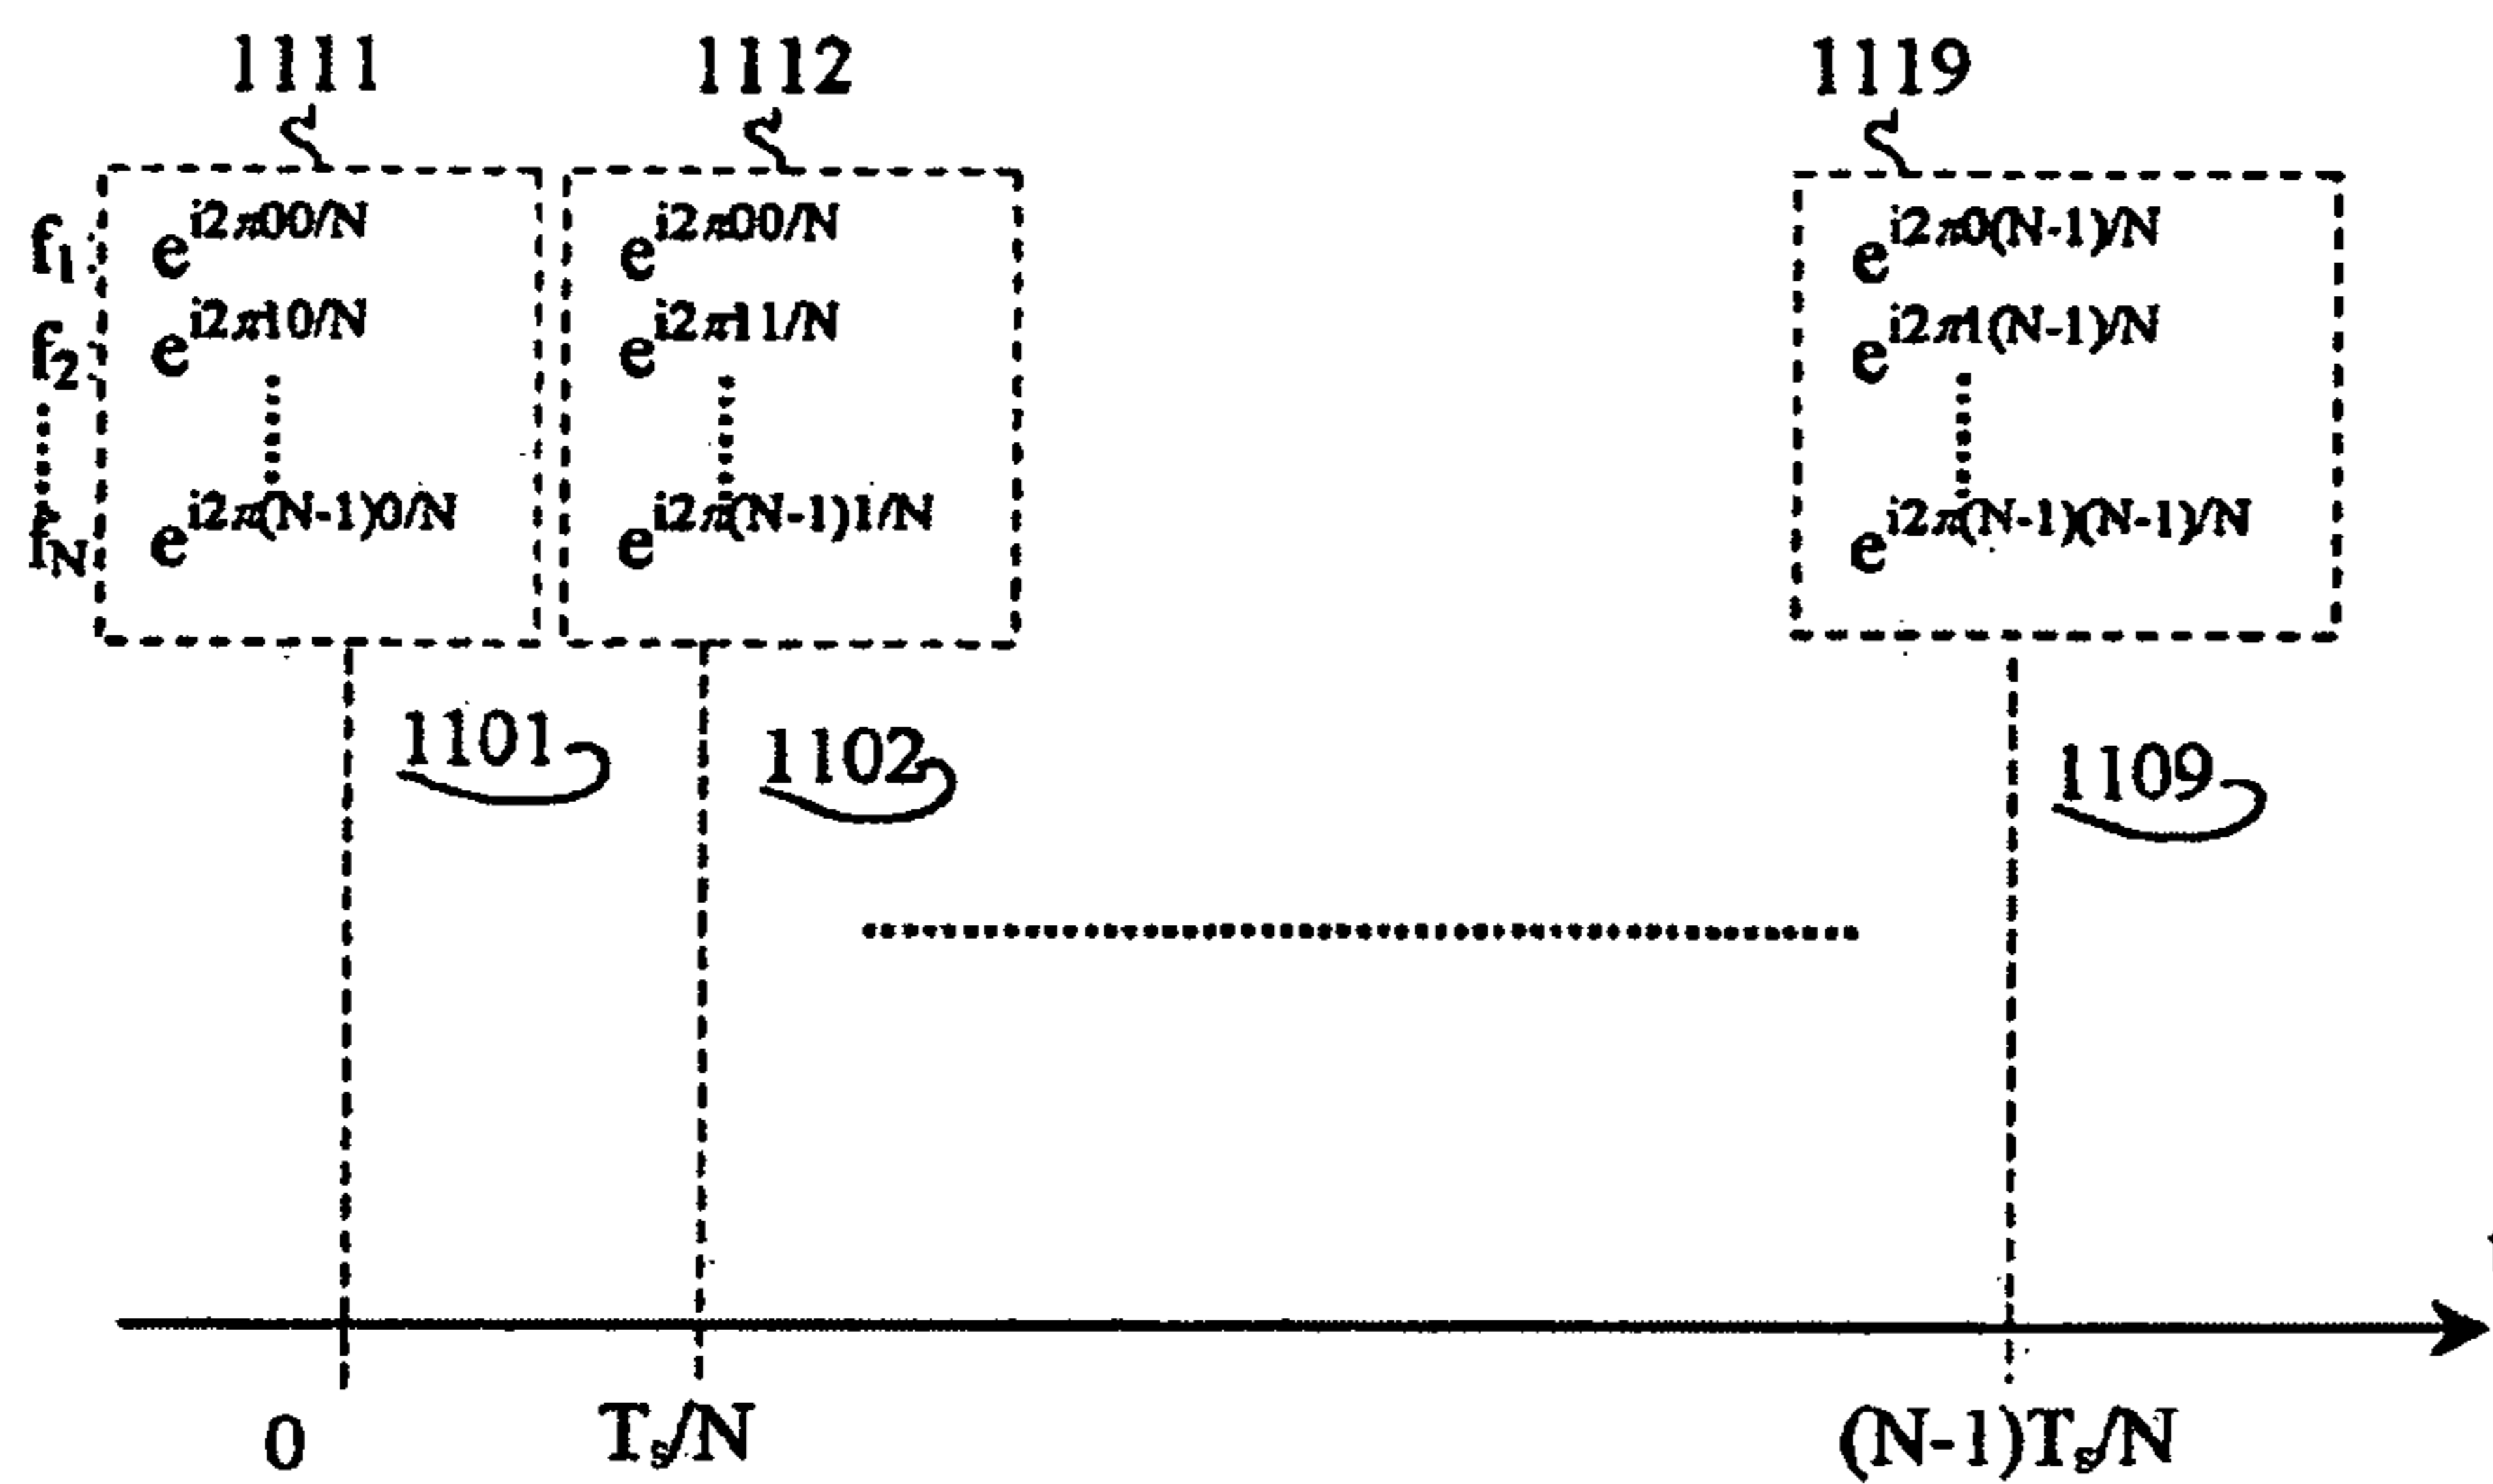 1111 1112 1119
f₁: e^{i2π00/N} e^{i2π00/N} e^{i2π0(N-1)/N}
f₂: e^{i2π10/N} e^{i2π11/N} e^{i2π1(N-1)/N}
f_N: e^{i2π(N-1)0/N} e^{i2π(N-1)1/N} e^{i2π(N-1)(N-1)/N}
1101 1102 1109
0 Tₛ/N (N-1)Tₛ/N